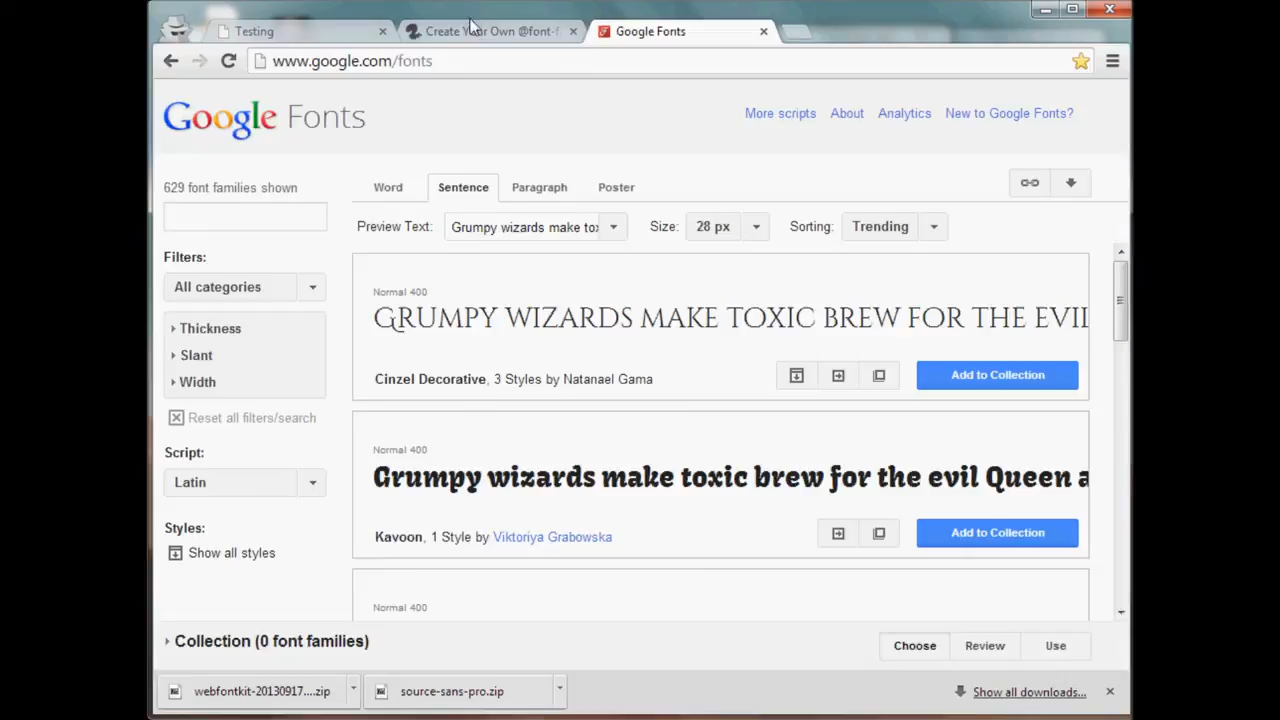 Testing
Create Your Own @font-f
Google Fonts
www.google.com/fonts
Google Fonts
More scripts About Analytics New to Google Fonts?
629 font families shown
Word Sentence Paragraph Poster
Preview Text: Grumpy wizards make tox Size: 28 px Sorting: Trending
Filters:
All categories
Thickness
Slant
Width
Reset all filters/search
Script:
Latin
Styles:
Show all styles
Normal 400
Grumpy wizards make toxic brew for the evil
Cinzel Decorative, 3 Styles by Natanael Gama
Add to Collection
Normal 400
Grumpy wizards make toxic brew for the evil Queen a
Kavoon, 1 Style by Viktoriya Grabowska
Add to Collection
Normal 400
Collection (0 font families)
Choose Review Use
webfontkit-20130917....zip
source-sans-pro.zip
Show all downloads...